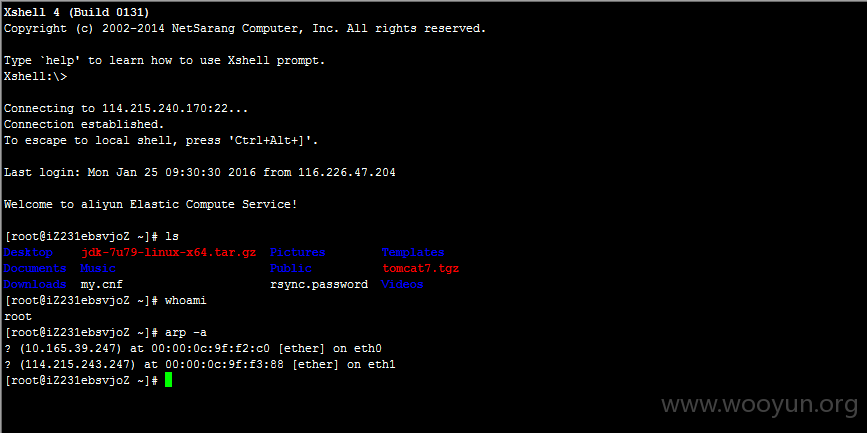 Xshell 4 (Build 0131)
Copyright (c) 2002-2014 NetSarang Computer, Inc. All rights reserved.
Type `help' to learn how to use Xshell prompt.
Xshell:\>
Connecting to 114.215.240.170:22...
Connection established.
To escape to local shell, press 'Ctrl+Alt+]'.
Last login: Mon Jan 25 09:30:30 2016 from 116.226.47.204
Welcome to aliyun Elastic Compute Service!
[root@iZ231ebsvjoZ ~]# ls
Desktop jdk-7u79-linux-x64.tar.gz Pictures Templates
Documents Music Public tomcat7.tgz
Downloads my.cnf rsync.password Videos
[root@iZ231ebsvjoZ ~]# whoami
root
[root@iZ231ebsvjoZ ~]# arp -a
? (10.165.39.247) at 00:00:0c:9f:f2:c0 [ether] on eth0
? (114.215.243.247) at 00:00:0c:9f:f3:88 [ether] on eth1
[root@iZ231ebsvjoZ ~]#
www.wooyun.org